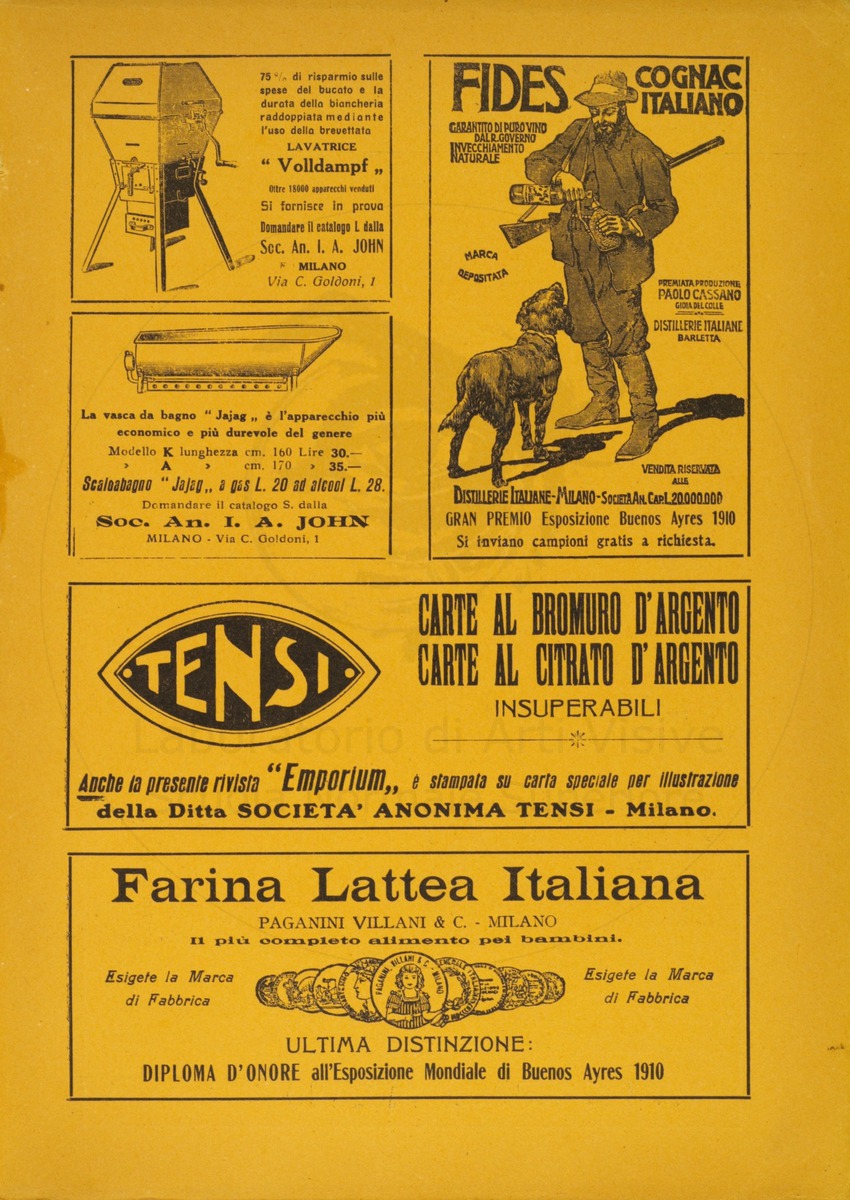 75 % di risparmio sulle
spese del bucato e la
durata della biancheria
raddoppiata mediante
l'uso della brevettata
LAVATRICE
“ Volldampf „
Oltre 18000 apparecchi venduti
Si fornisce in prova
Domandare il catalogo L dalla
Soc. An. I. A. JOHN
MILANO
Via C. Goldoni, 1
La vasca da bagno “ Jajag „ è l'apparecchio più
economico e più durevole del genere
Modello K lunghezza cm. 160 Lire 30.—
» A » cm. 170 » 35.—
Scaldabagno “Jajag„ a gas L. 20 ad alcool L. 28.
Domandare il catalogo S. dalla
Soc. An. I. A. JOHN
MILANO - Via C. Goldoni, 1
FIDES COGNAC
ITALIANO
GARANTITO DI PURO VINO
DAL R. GOVERNO
INVECCHIAMENTO
NATURALE
MARCA
DEPOSITATA
PREMIATA PRODUZIONE
PAOLO CASSANO
GIOIA DEL COLLE
DISTILLERIE ITALIANE
BARLETTA
VENDITA RISERVATA
ALLE
DISTILLERIE ITALIANE - MILANO - SOCIETÀ AN. CAP. L. 20.000.000
GRAN PREMIO Esposizione Buenos Ayres 1910
Si inviano campioni gratis a richiesta.
TENSI
CARTE AL BROMURO D'ARGENTO
CARTE AL CITRATO D'ARGENTO
INSUPERABILI
Anche la presente rivista “Emporium„ è stampata su carta speciale per illustrazione
della Ditta SOCIETA' ANONIMA TENSI - Milano.
Laboratorio di Arti Visive
Farina Lattea Italiana
PAGANINI VILLANI & C. - MILANO
Il più completo alimento pei bambini.
Esigete la Marca
di Fabbrica
PAGANINI, VILLANI & C. - MILANO
Esigete la Marca
di Fabbrica
ULTIMA DISTINZIONE:
DIPLOMA D'ONORE all'Esposizione Mondiale di Buenos Ayres 1910